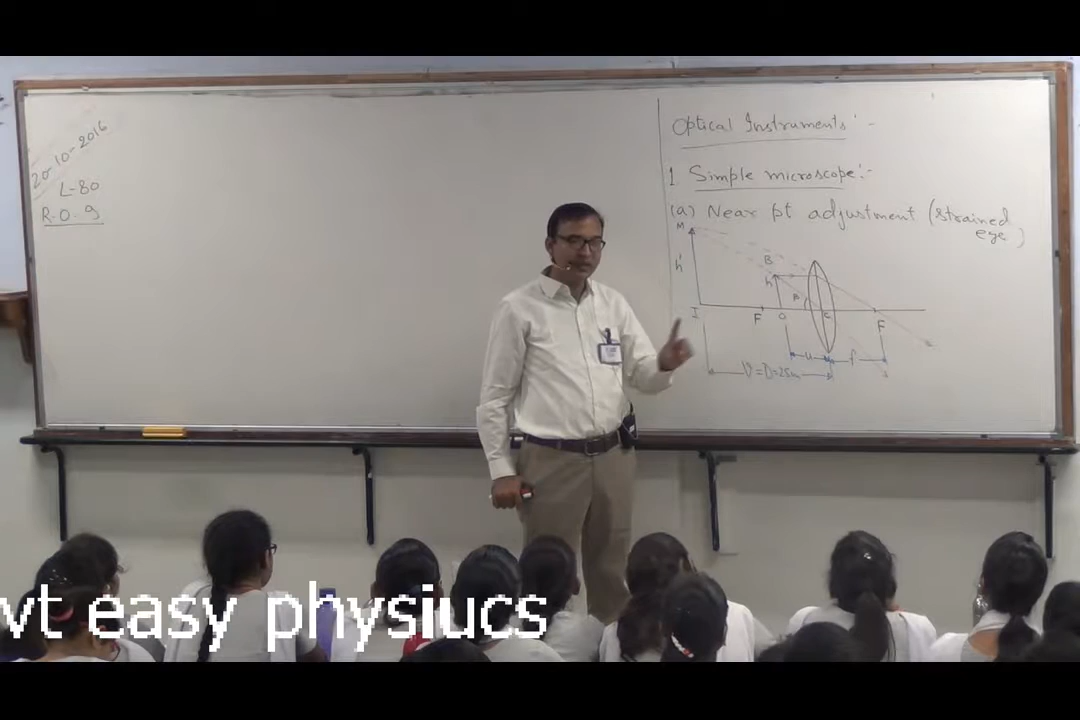 20-10-2016
L-80
R.O.9
Optical Instruments:-
1 Simple microscope:-
(a) Near pt adjustment (strained
eye)
M
h'
B
h
β
I
F
O
C
F
u
f
V=D=25cm
vt easy physiucs